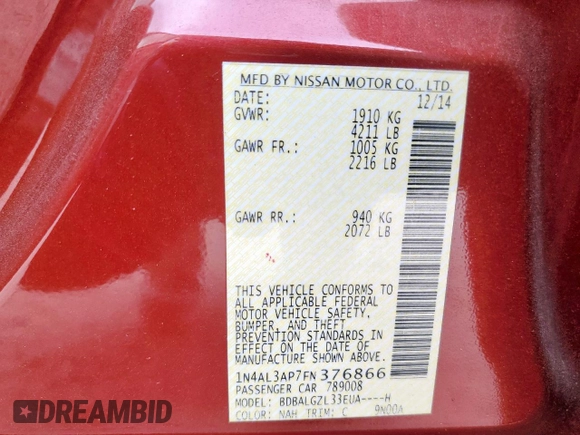 MFD BY NISSAN MOTOR CO., LTD.
DATE: 12/14
GVWR: 1910 KG
4211 LB
GAWR FR.: 1005 KG
2216 LB
GAWR RR.: 940 KG
2072 LB
THIS VEHICLE CONFORMS TO
ALL APPLICABLE FEDERAL
MOTOR VEHICLE SAFETY,
BUMPER, AND THEFT
PREVENTION STANDARDS IN
EFFECT ON THE DATE OF
MANUFACTURE SHOWN ABOVE.
1N4AL3AP7FN376866
PASSENGER CAR 789008
MODEL: BDBALGZL33EUA----H
COLOR: NAH TRIM: C 9N00A
DREAMBID